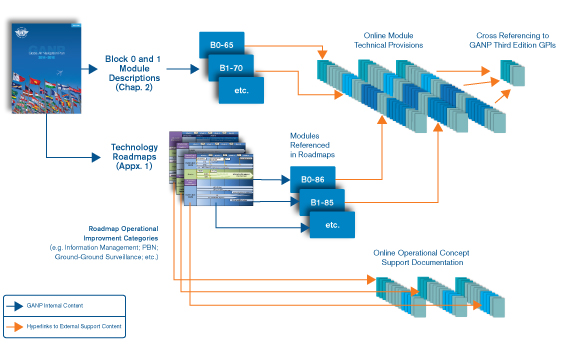 GANP
Block 0 and 1
Module
Descriptions
(Chap. 2)
B0-65
B1-70
etc.
Online Module
Technical Provisions
Cross Referencing to
GANP Third Edition GPIs
Technology
Roadmaps
(Appx. 1)
Modules
Referenced
in Roadmaps
B0-86
B1-85
etc.
Roadmap Operational
Improvment Categories
(e.g. Information Management; PBN;
Ground-Ground Surveillance; etc.)
Online Operational Concept
Support Documentation
GANP Internal Content
Hyperlinks to External Support Content